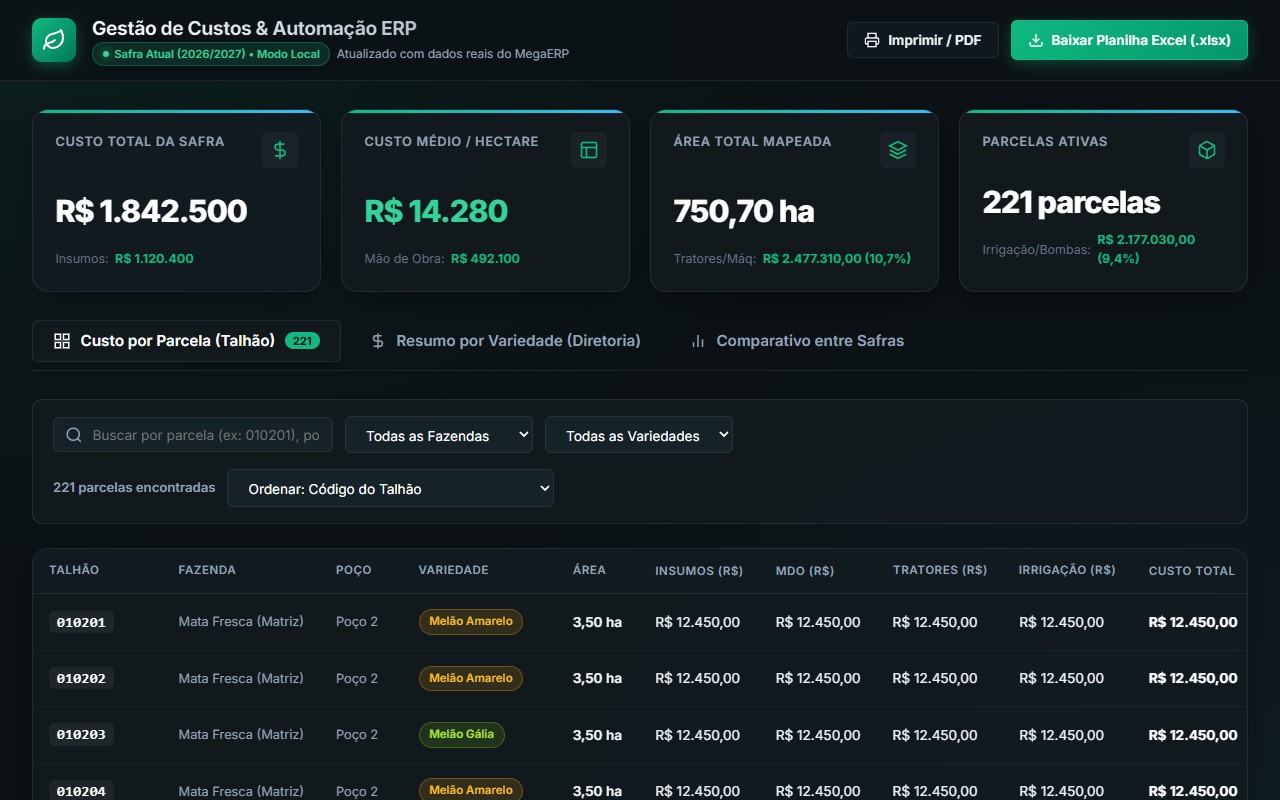 Gestão de Custos & Automação ERP
Safra Atual (2026/2027) • Modo Local Atualizado com dados reais do MegaERP
Imprimir / PDF
Baixar Planilha Excel (.xlsx)
CUSTO TOTAL DA SAFRA
R$ 1.842.500
Insumos: R$ 1.120.400
CUSTO MÉDIO / HECTARE
R$ 14.280
Mão de Obra: R$ 492.100
ÁREA TOTAL MAPEADA
750,70 ha
Tratores/Máq: R$ 2.477.310,00 (10,7%)
PARCELAS ATIVAS
221 parcelas
Irrigação/Bombas: R$ 2.177.030,00
(9,4%)
Custo por Parcela (Talhão) 221
Resumo por Variedade (Diretoria)
Comparativo entre Safras
Buscar por parcela (ex: 010201), po
Todas as Fazendas
Todas as Variedades
221 parcelas encontradas
Ordenar: Código do Talhão
TALHÃO FAZENDA POÇO VARIEDADE ÁREA INSUMOS (R$) MDO (R$) TRATORES (R$) IRRIGAÇÃO (R$) CUSTO TOTAL
010201 Mata Fresca (Matriz) Poço 2 Melão Amarelo 3,50 ha R$ 12.450,00 R$ 12.450,00 R$ 12.450,00 R$ 12.450,00 R$ 12.450,00
010202 Mata Fresca (Matriz) Poço 2 Melão Amarelo 3,50 ha R$ 12.450,00 R$ 12.450,00 R$ 12.450,00 R$ 12.450,00 R$ 12.450,00
010203 Mata Fresca (Matriz) Poço 2 Melão Gália 3,50 ha R$ 12.450,00 R$ 12.450,00 R$ 12.450,00 R$ 12.450,00 R$ 12.450,00
010204 Mata Fresca (Matriz) Poço 2 Melão Amarelo 3,50 ha R$ 12.450,00 R$ 12.450,00 R$ 12.450,00 R$ 12.450,00 R$ 12.450,00